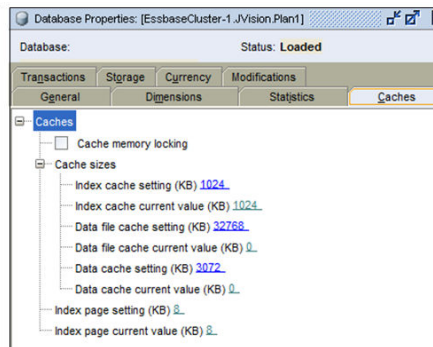 Database Properties: [EssbaseCluster-1.JVision.Plan1]
Database: Status: Loaded
Transactions Storage Currency Modifications
General Dimensions Statistics Caches
Caches
Cache memory locking
Cache sizes
Index cache setting (KB) 1024
Index cache current value (KB) 1024
Data file cache setting (KB) 32768
Data file cache current value (KB) 0
Data cache setting (KB) 3072
Data cache current value (KB) 0
Index page setting (KB) 8
Index page current value (KB) 8